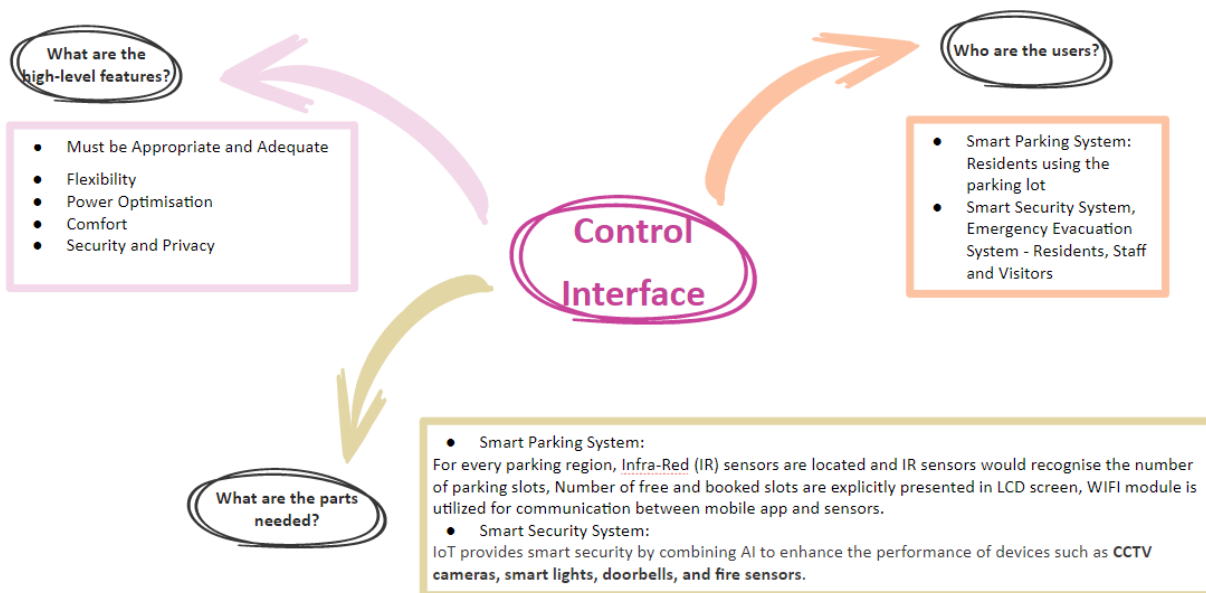 What are the
high-level features?
● Must be Appropriate and Adequate
● Flexibility
● Power Optimisation
● Comfort
● Security and Privacy
Who are the users?
● Smart Parking System:
Residents using the
parking lot
● Smart Security System,
Emergency Evacuation
System - Residents, Staff
and Visitors
Control
Interface
What are the parts
needed?
● Smart Parking System:
For every parking region, Infra-Red (IR) sensors are located and IR sensors would recognise the number
of parking slots, Number of free and booked slots are explicitly presented in LCD screen, WIFI module is
utilized for communication between mobile app and sensors.
● Smart Security System:
IoT provides smart security by combining AI to enhance the performance of devices such as CCTV
cameras, smart lights, doorbells, and fire sensors.